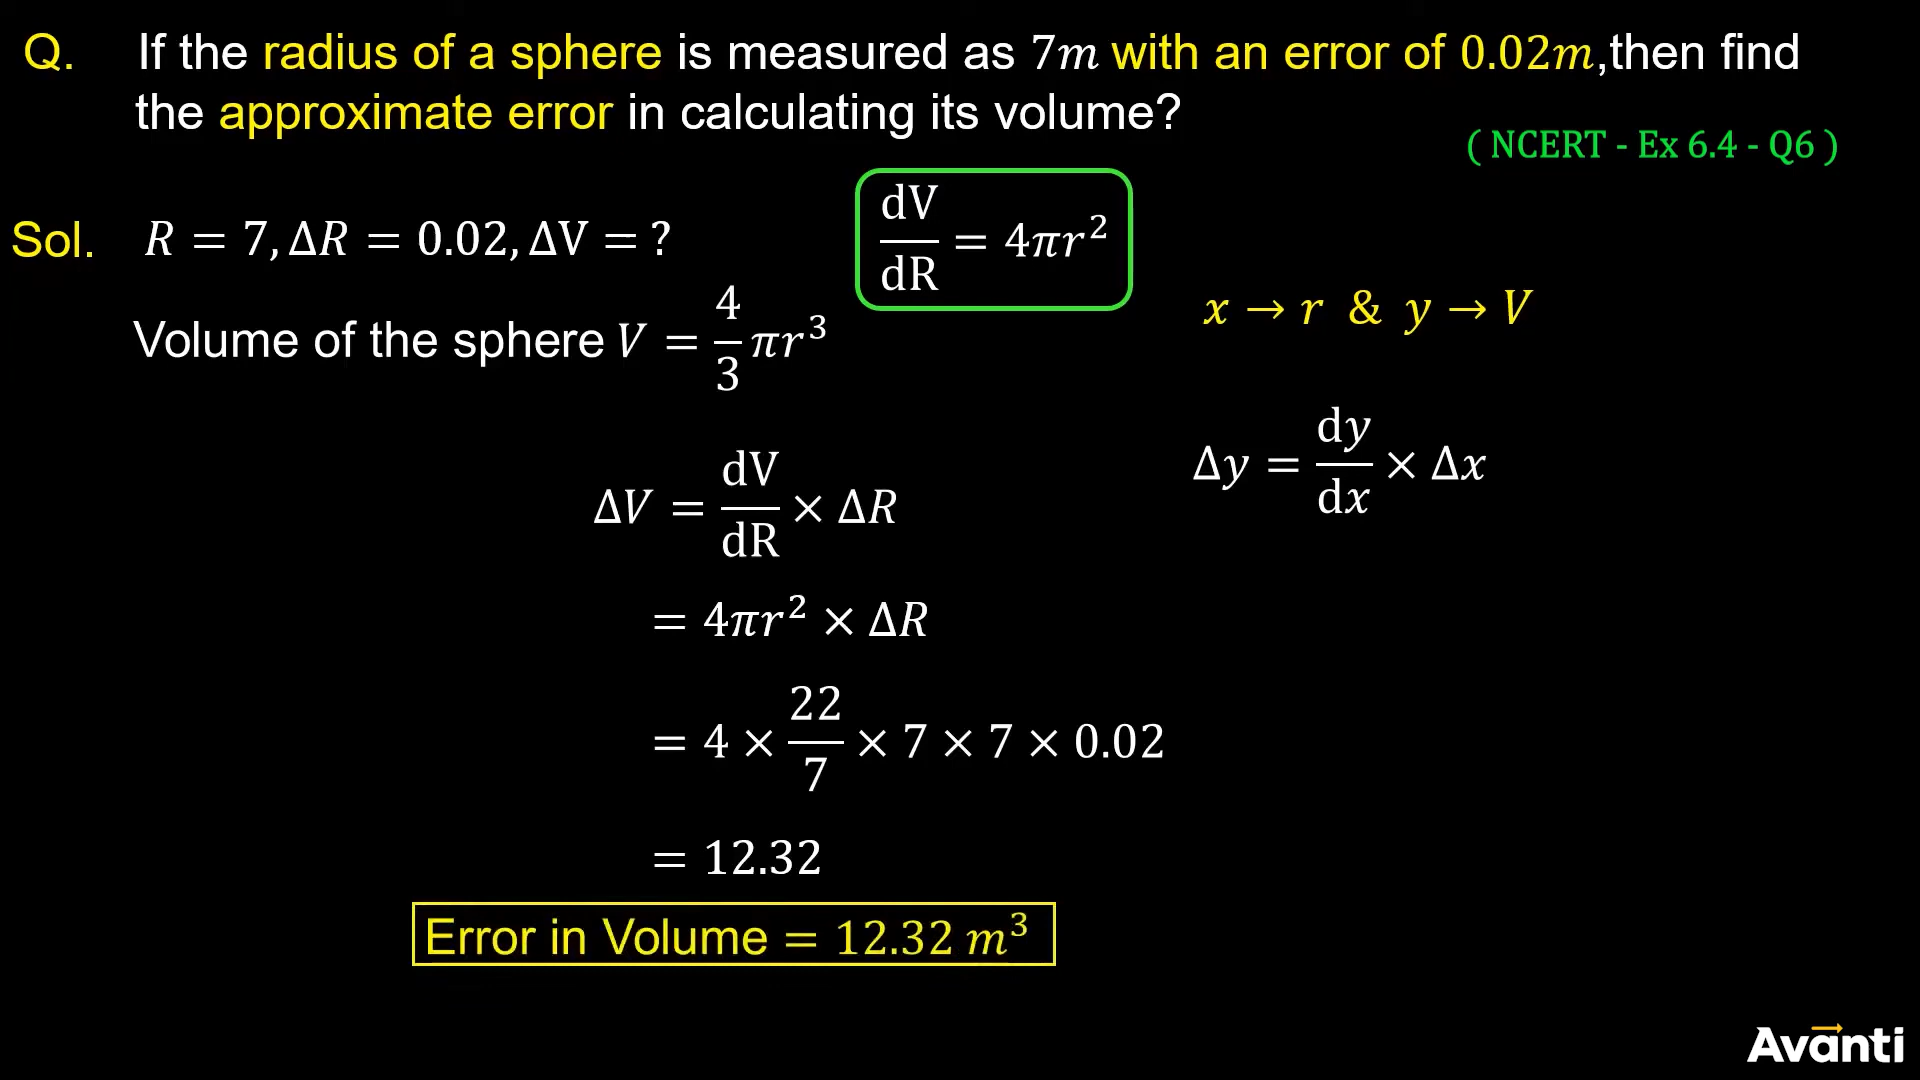 Q. If the radius of a sphere is measured as 7m with an error of 0.02m,then find
the approximate error in calculating its volume?
( NCERT - Ex 6.4 - Q6 )
Sol. R = 7, ΔR = 0.02, ΔV = ?
dV/dR = 4πr²
Volume of the sphere V = 4/3 πr³
x → r & y → V
ΔV = dV/dR × ΔR
Δy = dy/dx × Δx
= 4πr² × ΔR
= 4 × 22/7 × 7 × 7 × 0.02
= 12.32
Error in Volume = 12.32 m³
Avanti